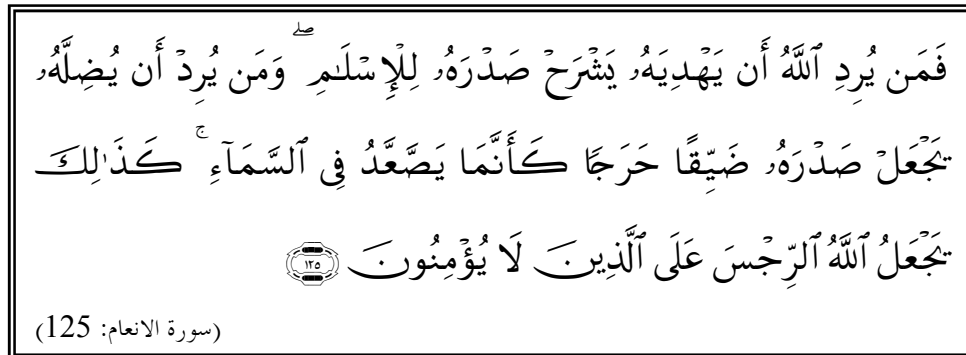 فَمَن يُرِدِ ٱللَّهُ أَن يَهْدِيَهُۥ يَشْرَحْ صَدْرَهُۥ لِلْإِسْلَـٰمِ ۖ وَمَن يُرِدْ أَن يُضِلَّهُۥ
يَجْعَلْ صَدْرَهُۥ ضَيِّقًا حَرَجًا كَأَنَّمَا يَصَّعَّدُ فِى ٱلسَّمَآءِ ۚ كَذَٰلِكَ
يَجْعَلُ ٱللَّهُ ٱلرِّجْسَ عَلَى ٱلَّذِينَ لَا يُؤْمِنُونَ ١٢٥
(سورة الانعام: 125)